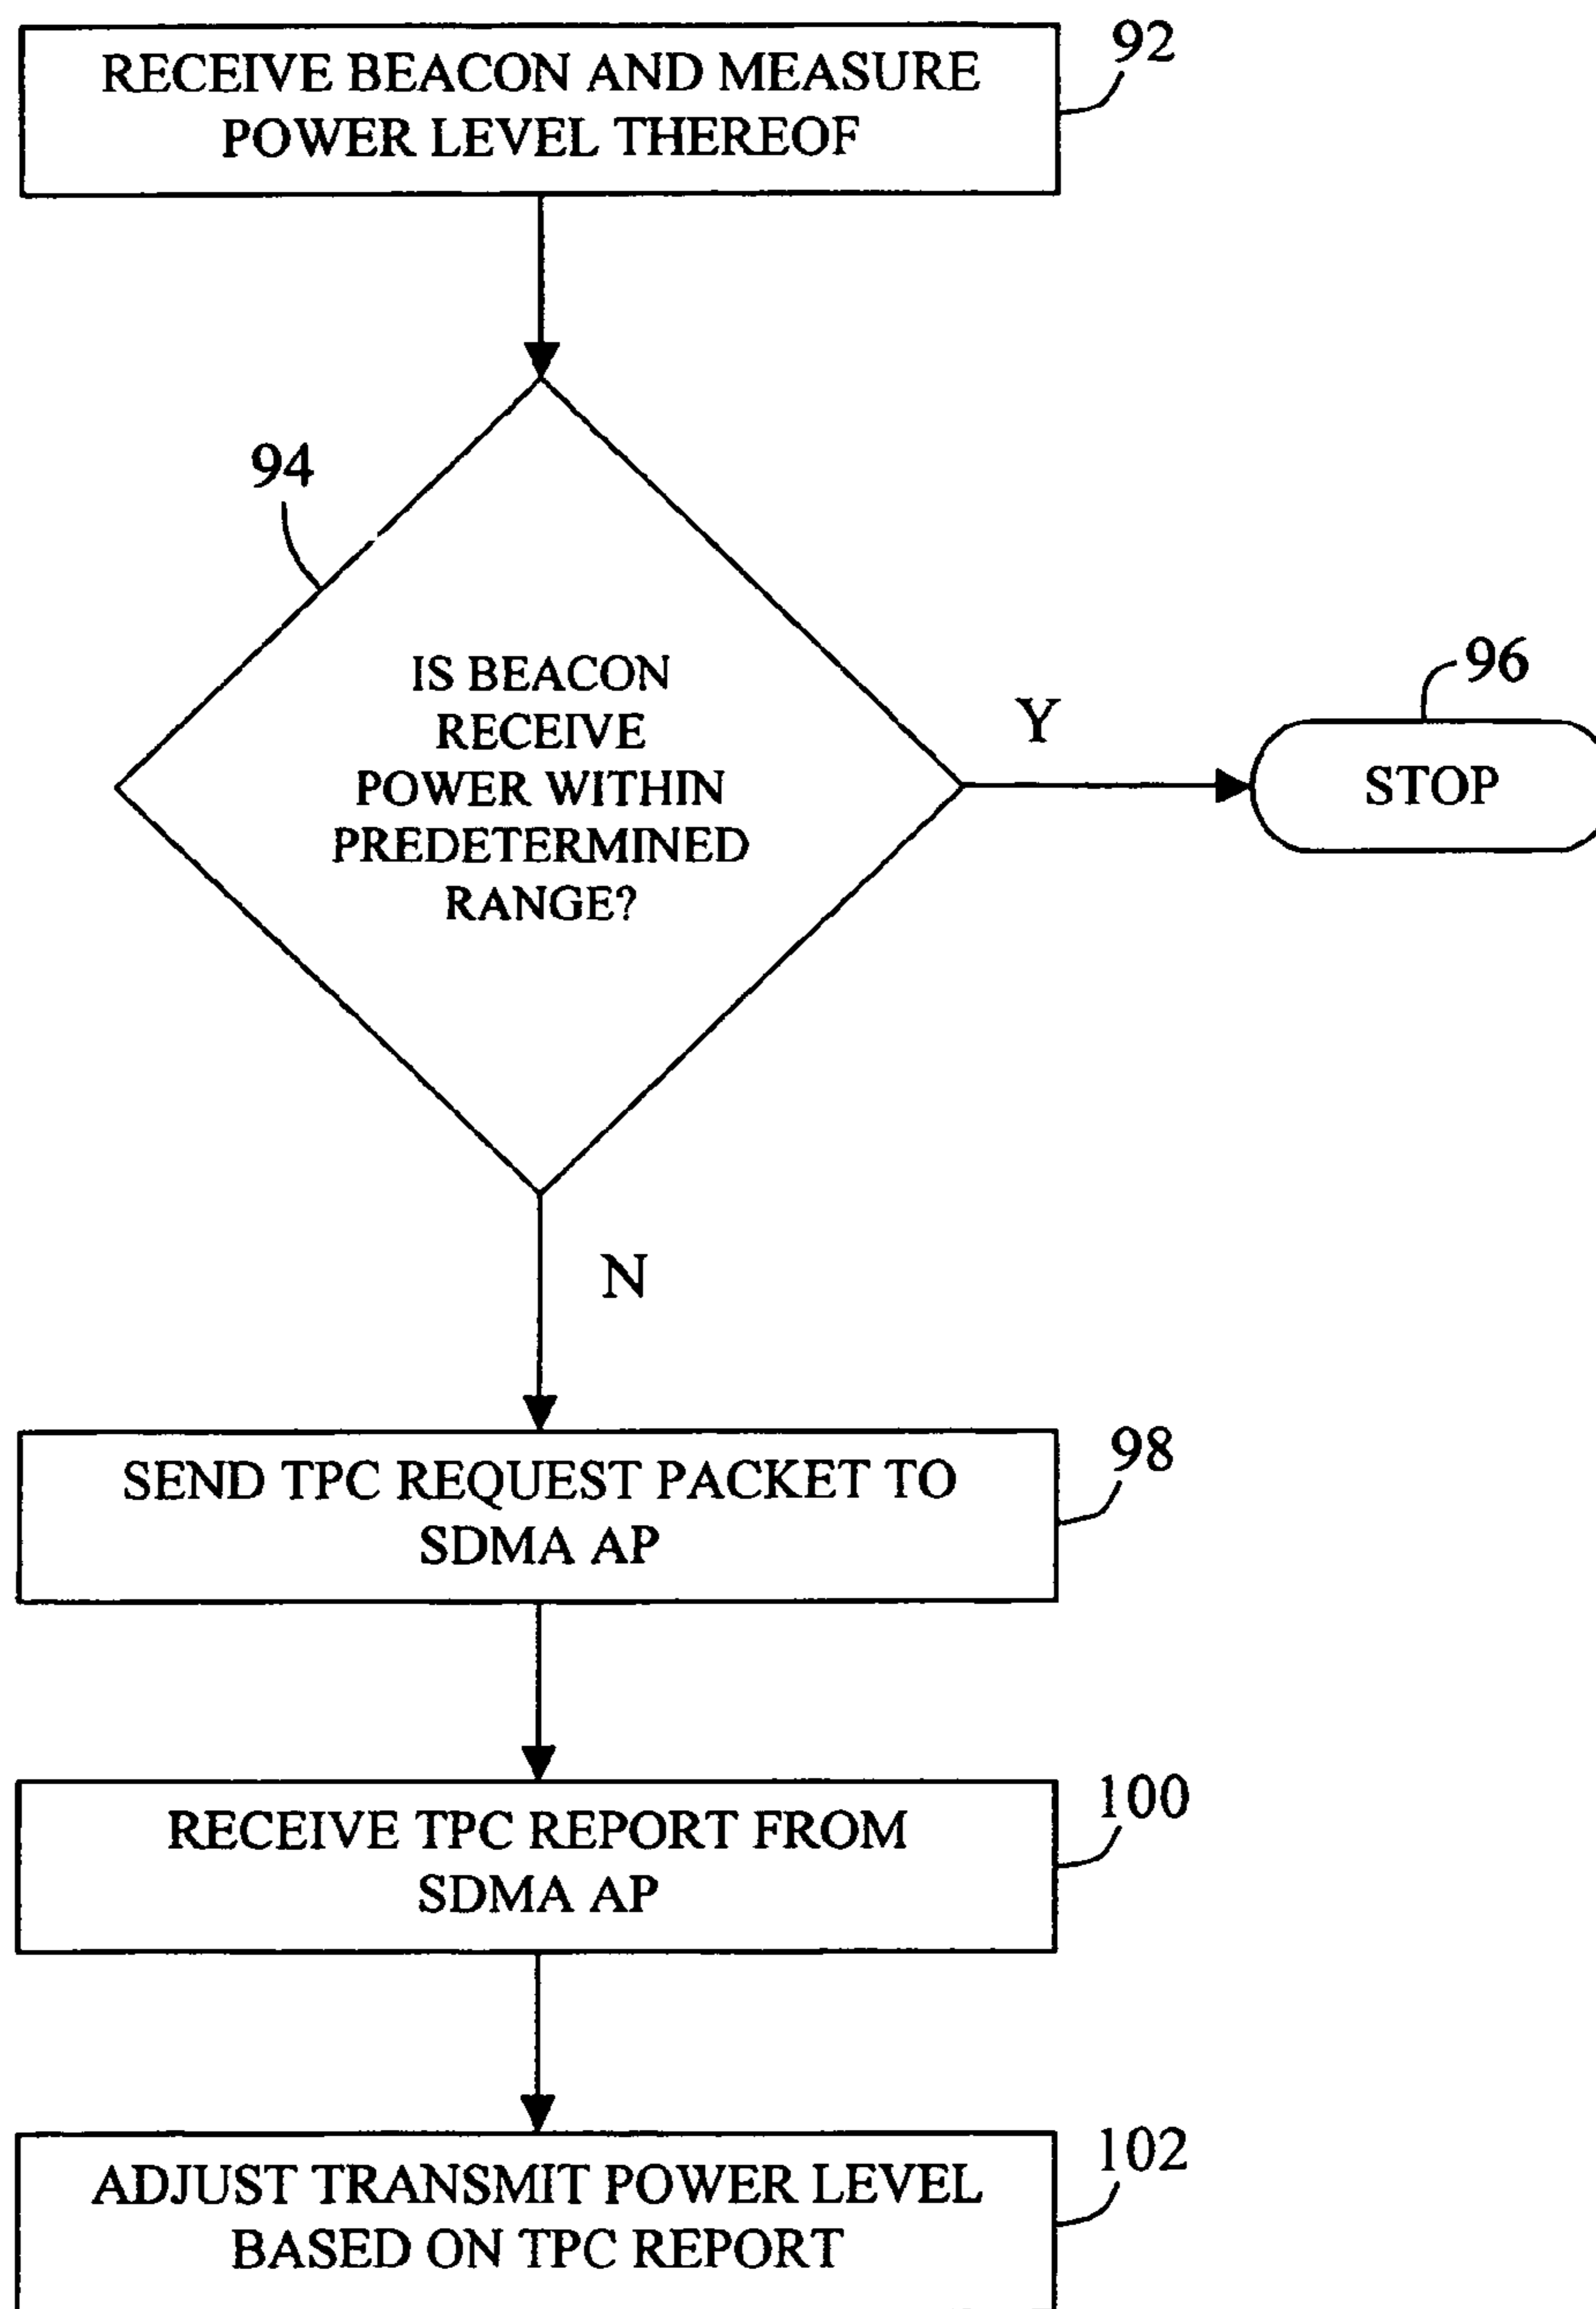 92
RECEIVE BEACON AND MEASURE
POWER LEVEL THEREOF
94
IS BEACON
RECEIVE
POWER WITHIN
PREDETERMINED
RANGE?
Y
96
STOP
N
98
SEND TPC REQUEST PACKET TO
SDMA AP
100
RECEIVE TPC REPORT FROM
SDMA AP
102
ADJUST TRANSMIT POWER LEVEL
BASED ON TPC REPORT